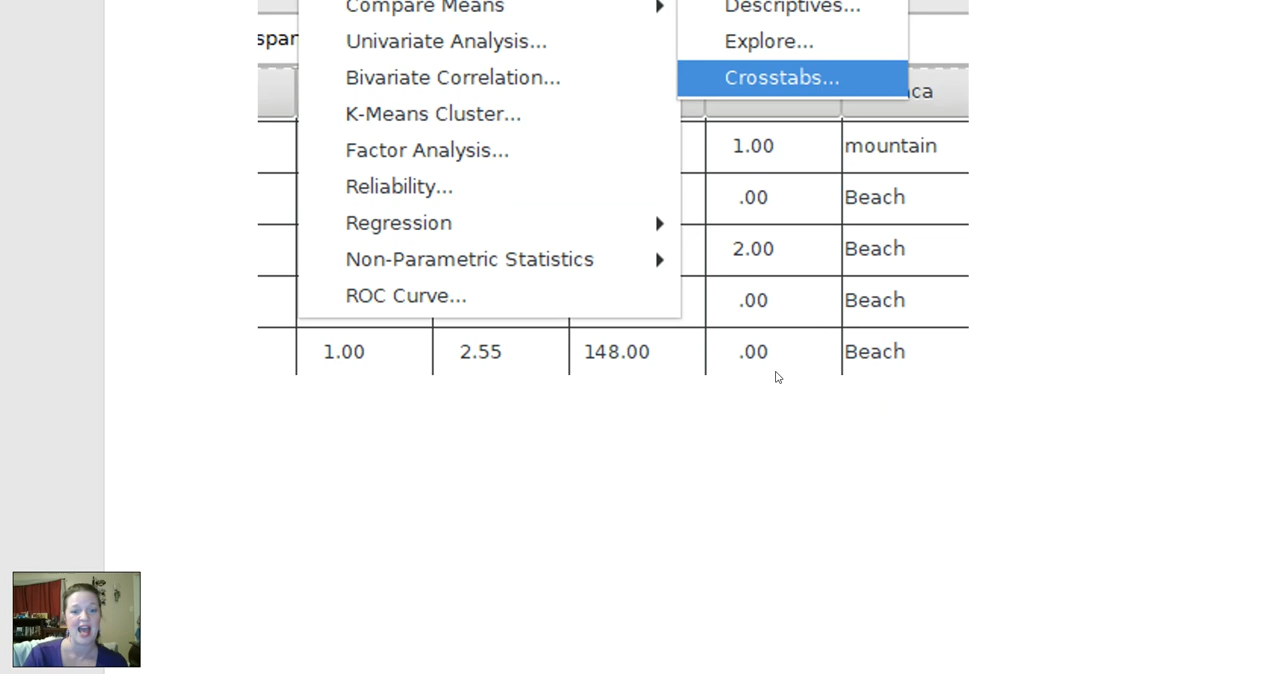 Compare Means
Descriptives...
span
Univariate Analysis...
Explore...
Bivariate Correlation...
Crosstabs...
K-Means Cluster...
1.00 mountain
Factor Analysis...
Reliability...
.00 Beach
Regression
2.00 Beach
Non-Parametric Statistics
ROC Curve...
.00 Beach
1.00 2.55 148.00 .00 Beach